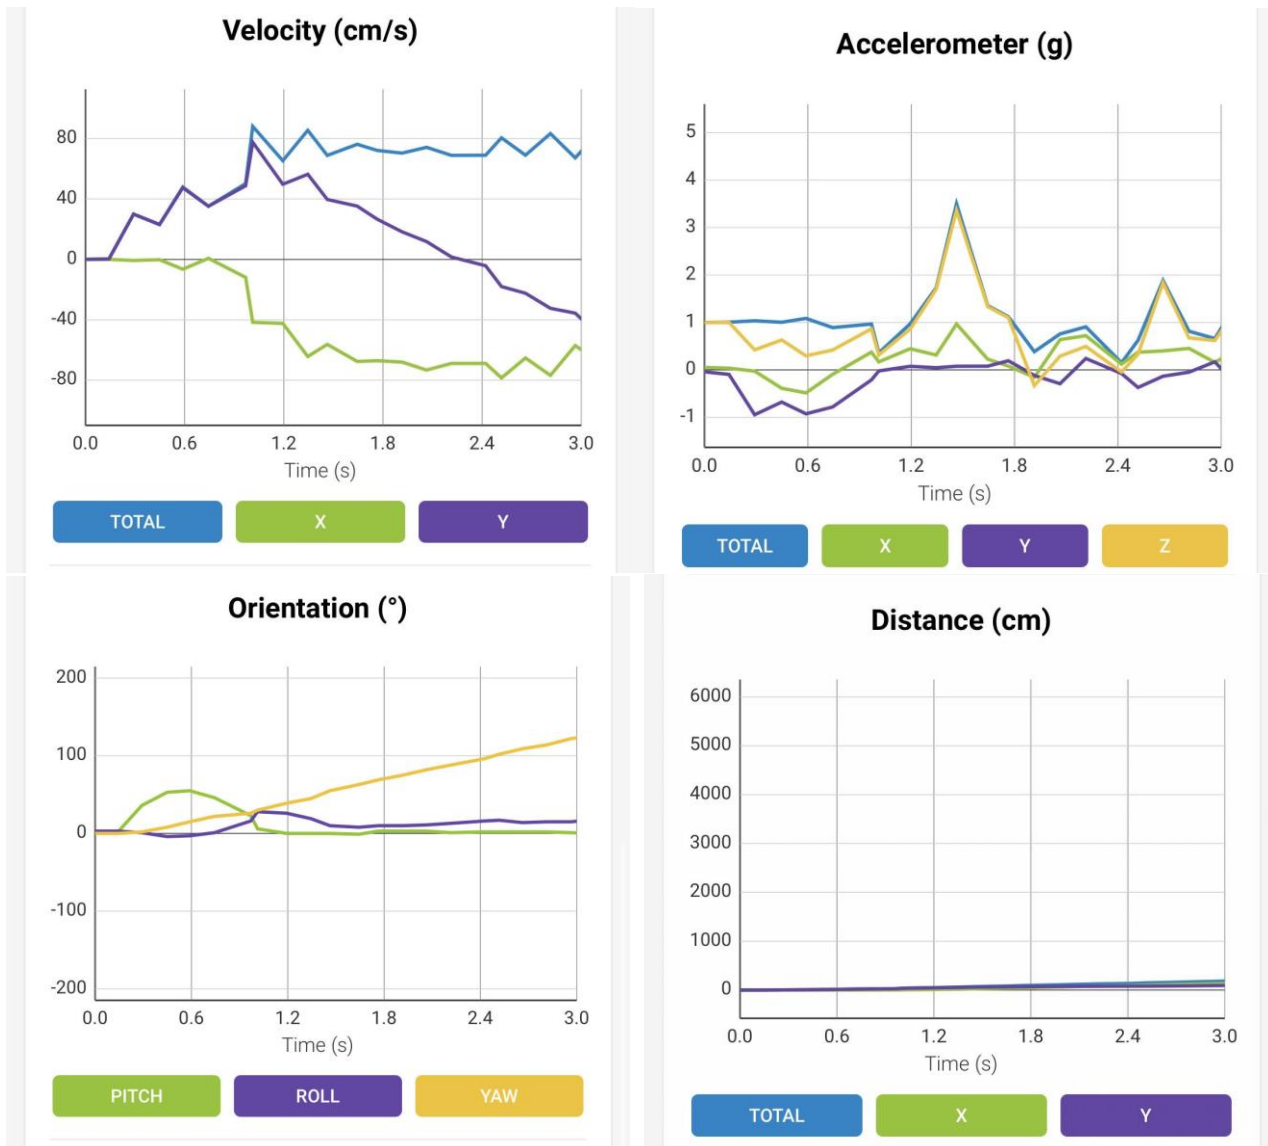 Velocity (cm/s)
80
40
0
-40
-80
0.0 0.6 1.2 1.8 2.4 3.0
Time (s)
TOTAL X Y
Accelerometer (g)
5
4
3
2
1
0
-1
0.0 0.6 1.2 1.8 2.4 3.0
Time (s)
TOTAL X Y Z
Orientation (°)
200
100
0
-100
-200
0.0 0.6 1.2 1.8 2.4 3.0
Time (s)
PITCH ROLL YAW
Distance (cm)
6000
5000
4000
3000
2000
1000
0
0.0 0.6 1.2 1.8 2.4 3.0
Time (s)
TOTAL X Y